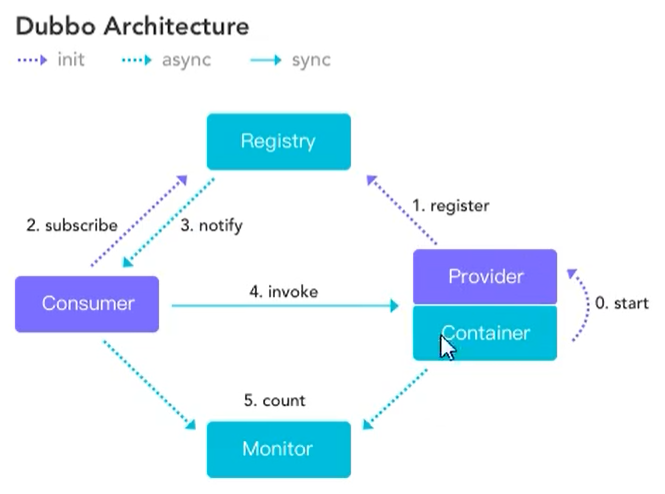 Dubbo Architecture
init async sync
Registry
1. register
2. subscribe 3. notify
Provider
Consumer 4. invoke 0. start
Container
5. count
Monitor